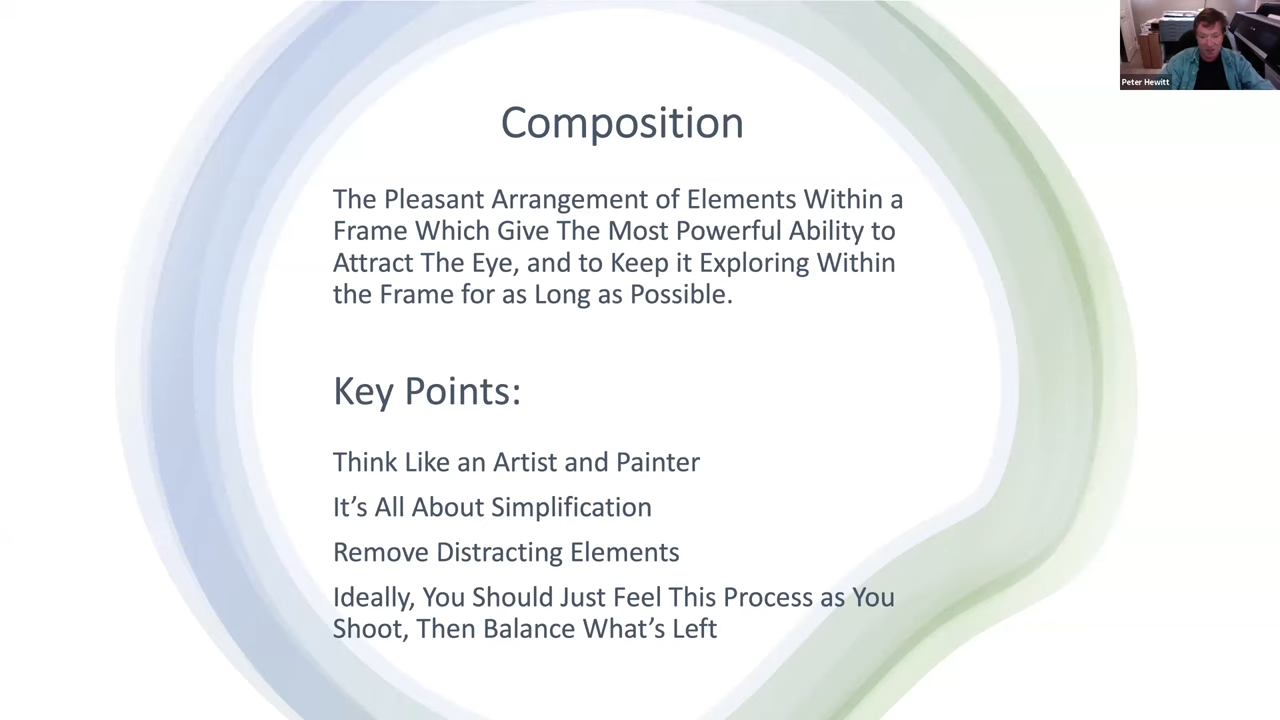 Composition
The Pleasant Arrangement of Elements Within a
Frame Which Give The Most Powerful Ability to
Attract The Eye, and to Keep it Exploring Within
the Frame for as Long as Possible.
Key Points:
Think Like an Artist and Painter
It’s All About Simplification
Remove Distracting Elements
Ideally, You Should Just Feel This Process as You
Shoot, Then Balance What’s Left
Peter Hewitt